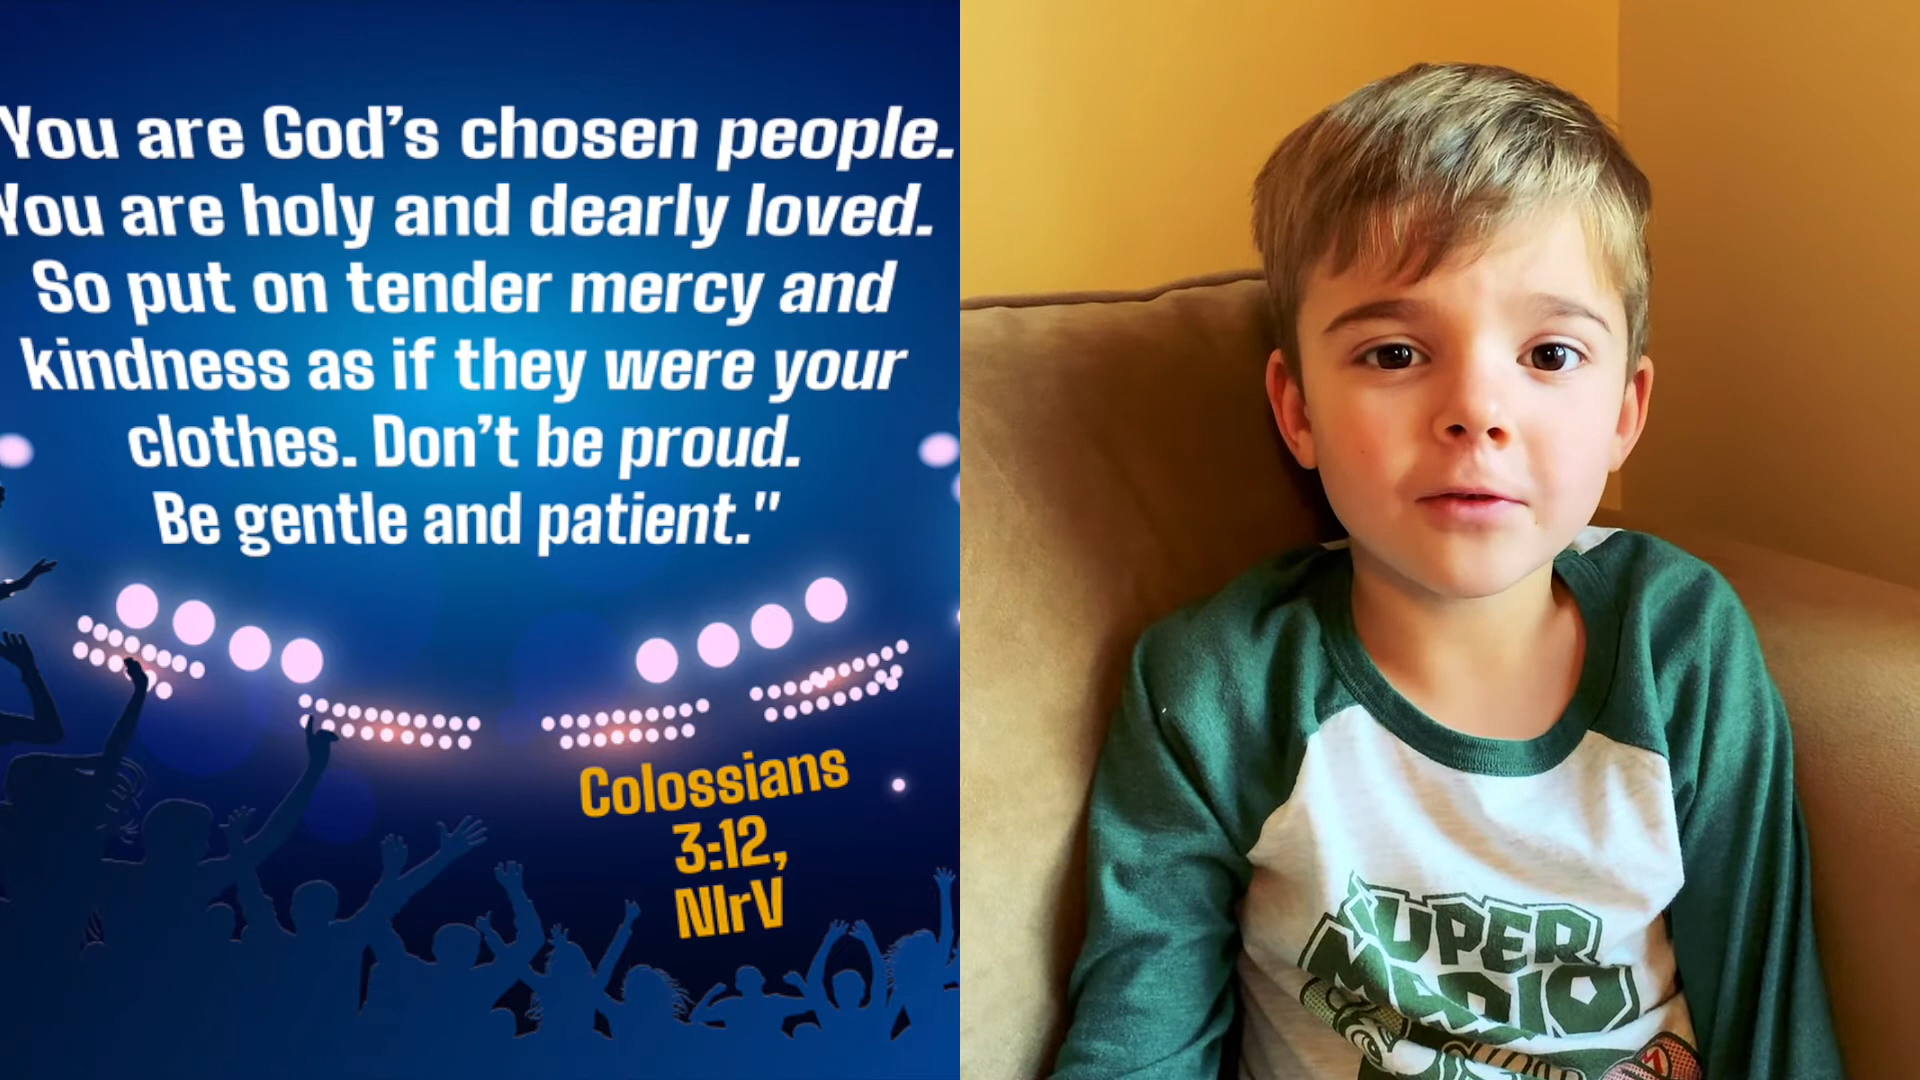 You are God’s chosen people.
You are holy and dearly loved.
So put on tender mercy and
kindness as if they were your
clothes. Don’t be proud.
Be gentle and patient."
Colossians
3:12,
NIrV
SUPER
MARIO